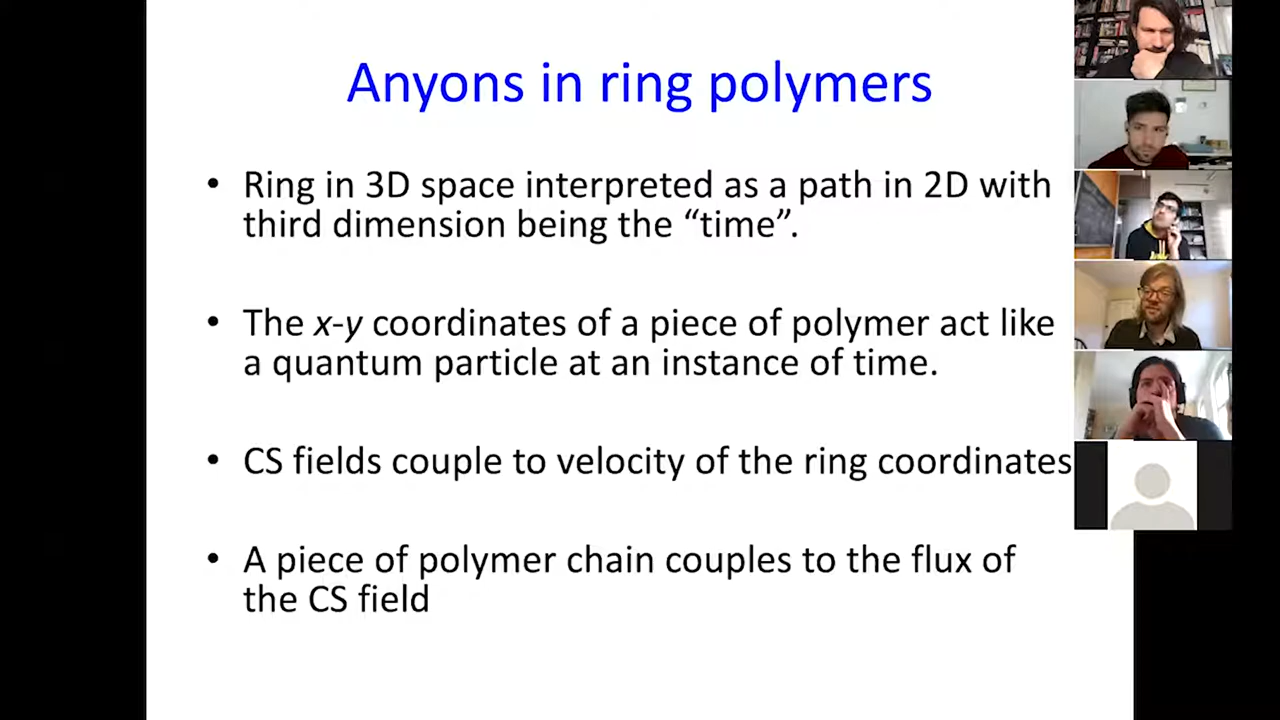 Anyons in ring polymers
• Ring in 3D space interpreted as a path in 2D with
third dimension being the “time”.
• The x-y coordinates of a piece of polymer act like
a quantum particle at an instance of time.
• CS fields couple to velocity of the ring coordinates
• A piece of polymer chain couples to the flux of
the CS field